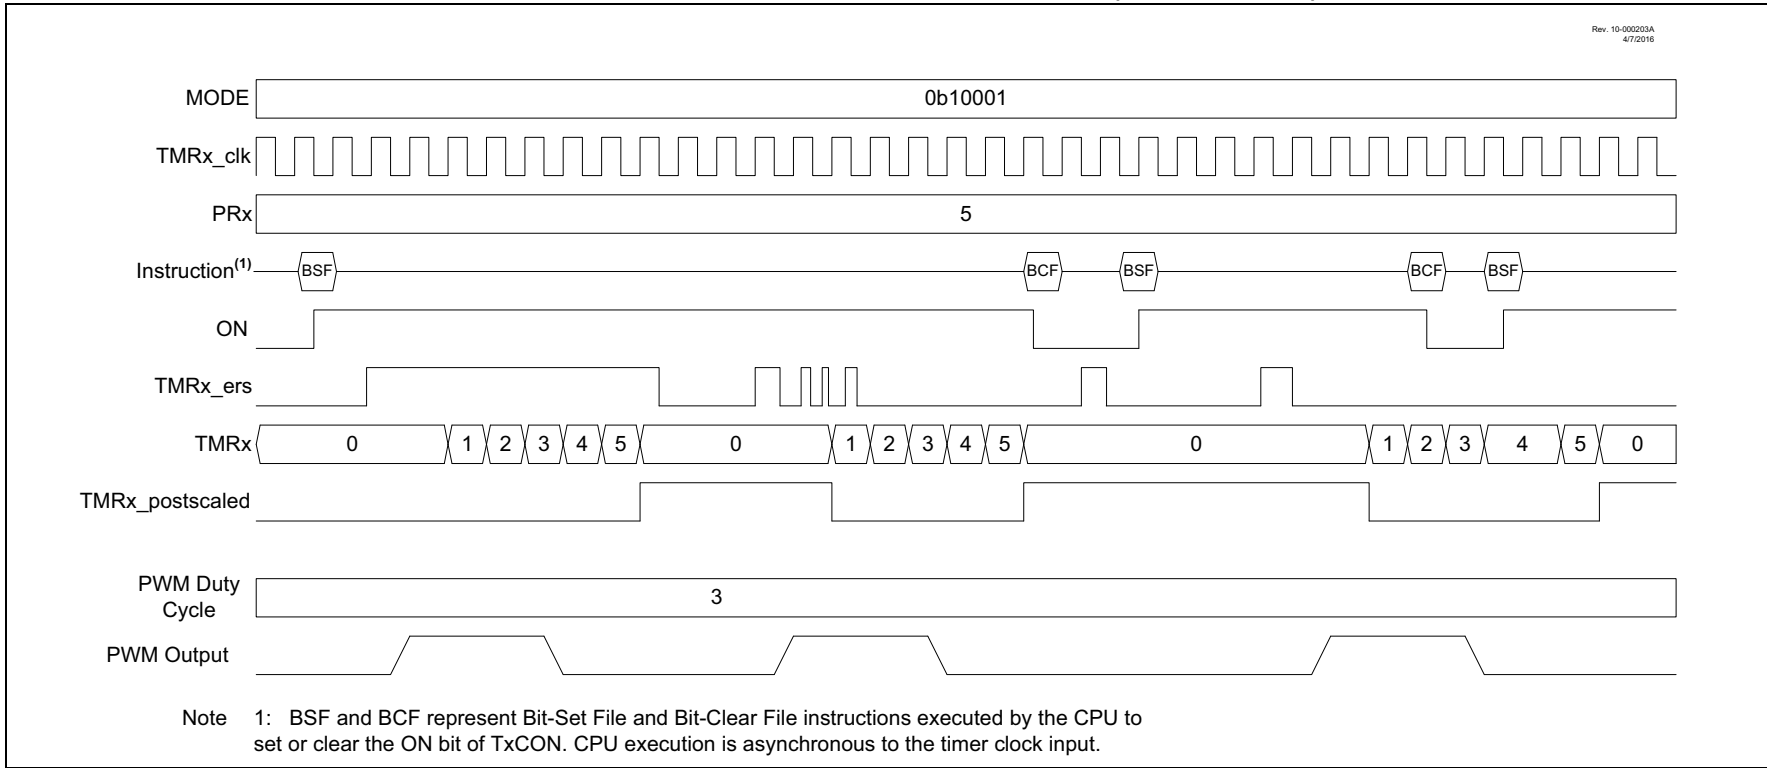 Rev. 10-000203A
4/7/2016
MODE 0b10001
TMRx_clk
PRx 5
Instruction(1) BSF BCF BSF BCF BSF
ON
TMRx_ers
TMRx 0 1 2 3 4 5 0 1 2 3 4 5 0 1 2 3 4 5 0
TMRx_postscaled
PWM Duty
Cycle 3
PWM Output
Note 1: BSF and BCF represent Bit-Set File and Bit-Clear File instructions executed by the CPU to
set or clear the ON bit of TxCON. CPU execution is asynchronous to the timer clock input.